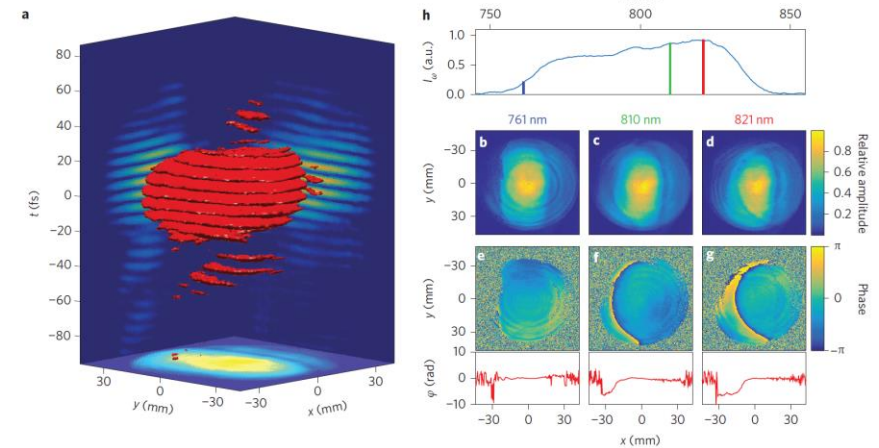 a
80
60
40
20
0
−20
−40
−60
−80
t (fs)
30
0
−30
y (mm)
−30
0
30
x (mm)
h
750
800
850
1.0
0.5
0.0
Iω (a.u.)
761 nm
810 nm
821 nm
b
c
d
−30
0
30
y (mm)
0.8
0.6
0.4
0.2
Relative amplitude
e
f
g
−30
0
30
y (mm)
π
0
−π
Phase
10
0
−10
φ (rad)
−30
0
30
−30
0
30
−30
0
30
x (mm)